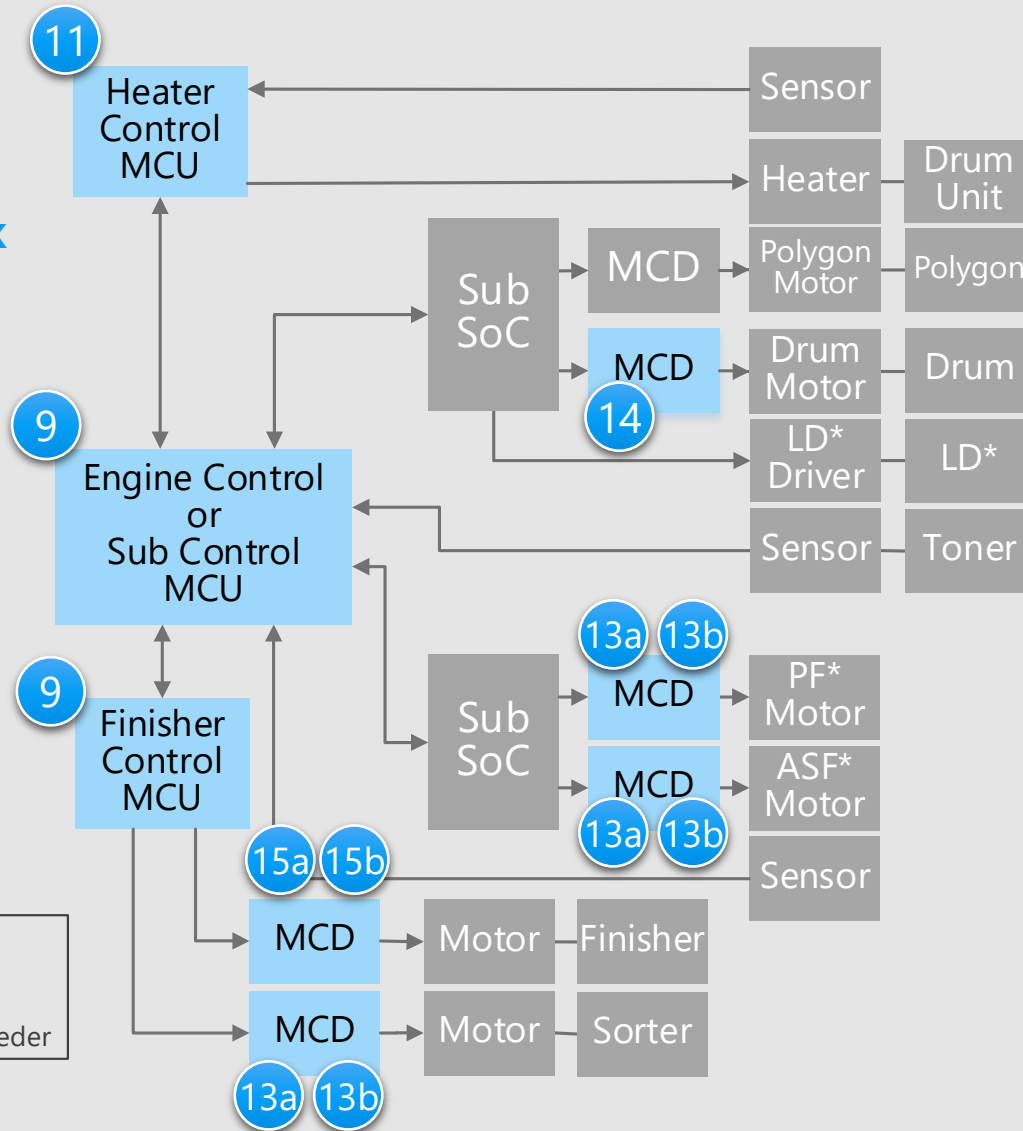 11
Heater
Control
MCU
Sensor
Heater
Drum
Unit
Sub
SoC
MCD
Polygon
Motor
Polygon
MCD
14
Drum
Motor
Drum
LD*
Driver
LD*
9
Engine Control
or
Sub Control
MCU
Sensor
Toner
13a
13b
MCD
PF*
Motor
9
Finisher
Control
MCU
Sub
SoC
MCD
13a
13b
ASF*
Motor
15a
15b
Sensor
MCD
Motor
Finisher
MCD
Motor
Sorter
13a
13b